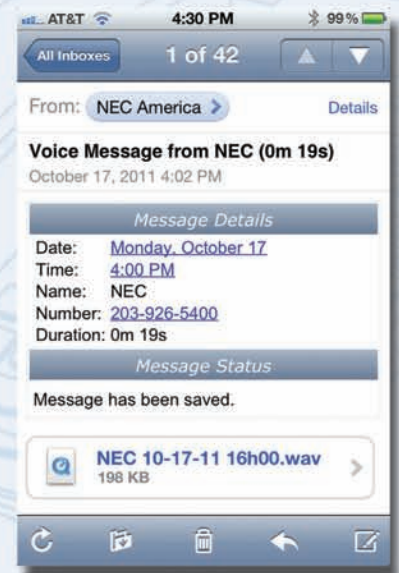 AT&T 4:30 PM 99%
All Inboxes 1 of 42
From: NEC America Details
Voice Message from NEC (0m 19s)
October 17, 2011 4:02 PM
Message Details
Date: Monday, October 17
Time: 4:00 PM
Name: NEC
Number: 203-926-5400
Duration: 0m 19s
Message Status
Message has been saved.
NEC 10-17-11 16h00.wav
198 KB